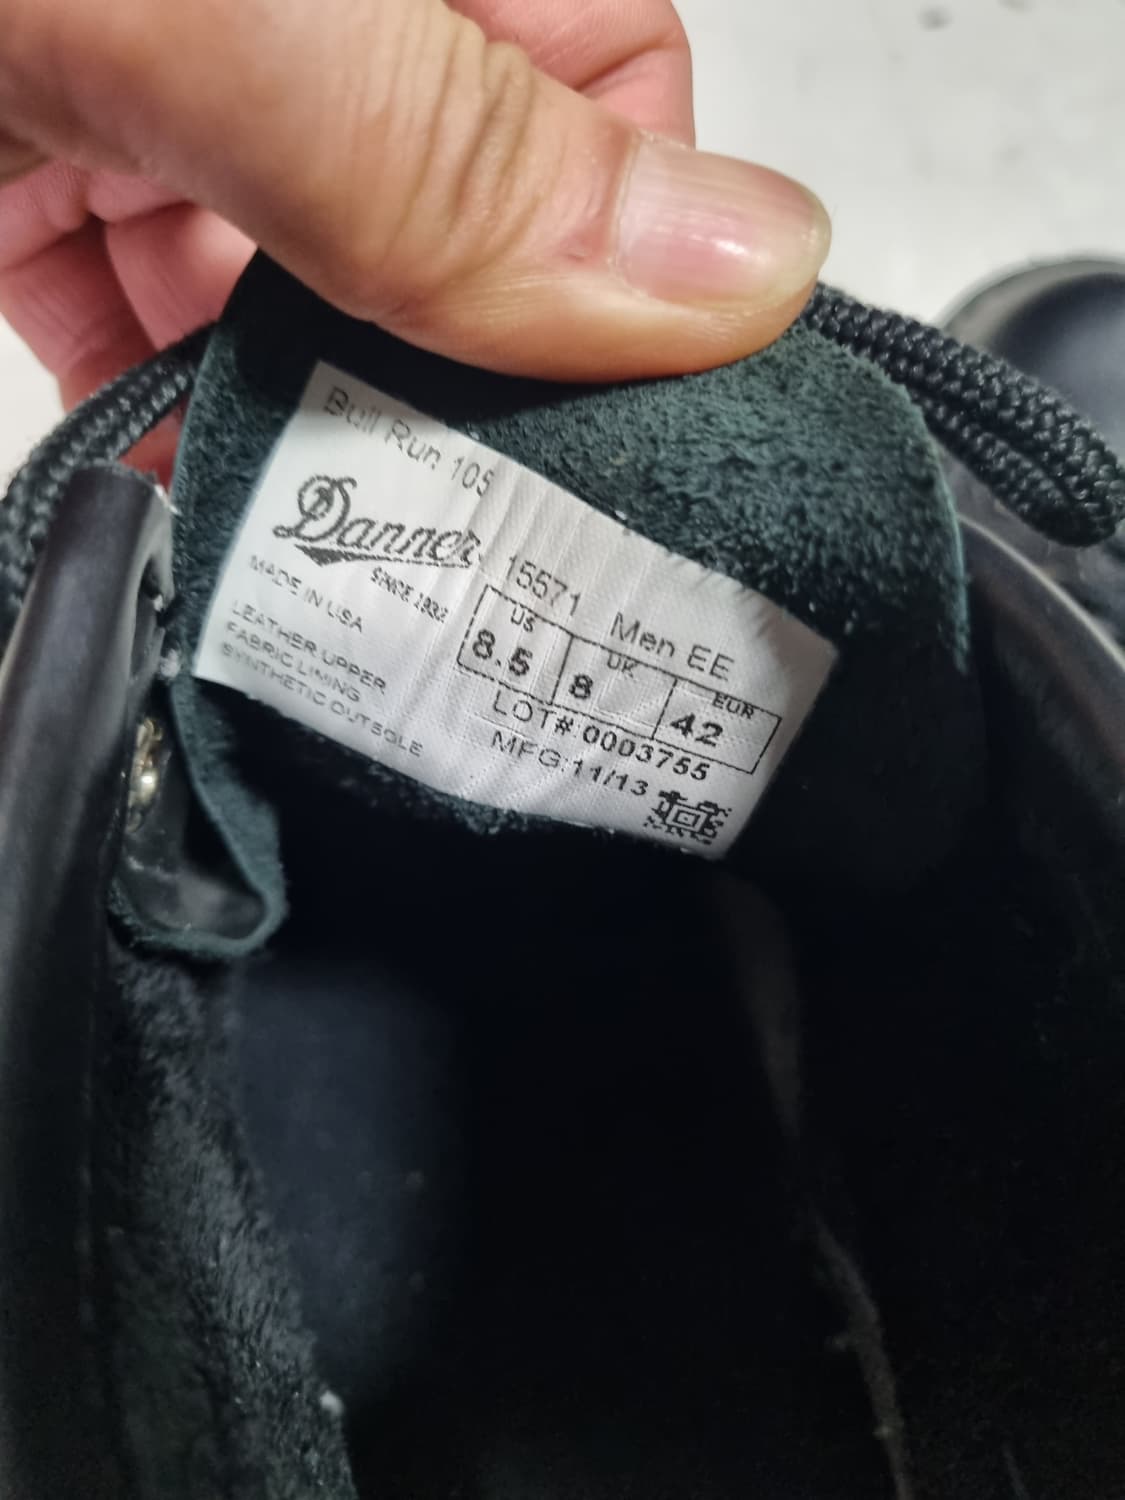 Bull Run 105
Danner
SINCE 1932
MADE IN USA
LEATHER UPPER
FABRIC LINING
SYNTHETIC OUTSOLE
15571 Men EE
US UK EUR
8.5 8 42
LOT# 0003755
MFG:11/13